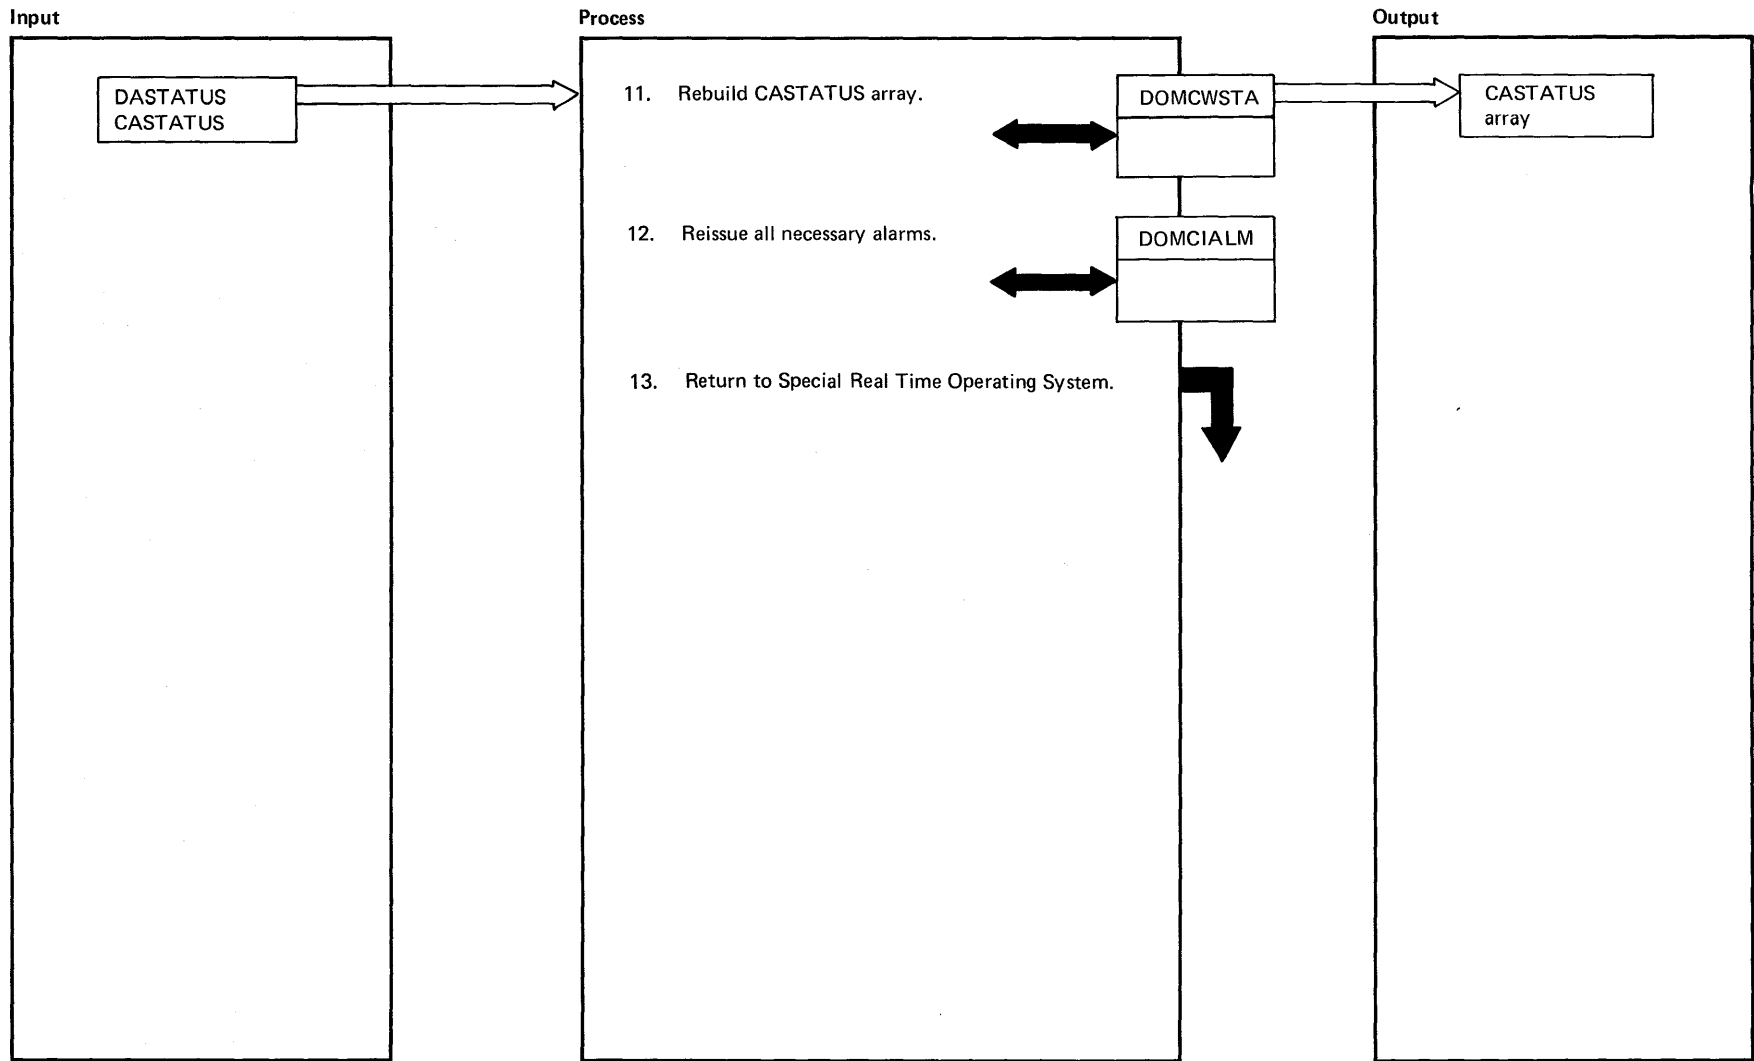 Input
Process
Output
DASTATUS
CASTATUS
11. Rebuild CASTATUS array.
DOMCWSTA
CASTATUS
array
12. Reissue all necessary alarms.
DOMCIALM
13. Return to Special Real Time Operating System.